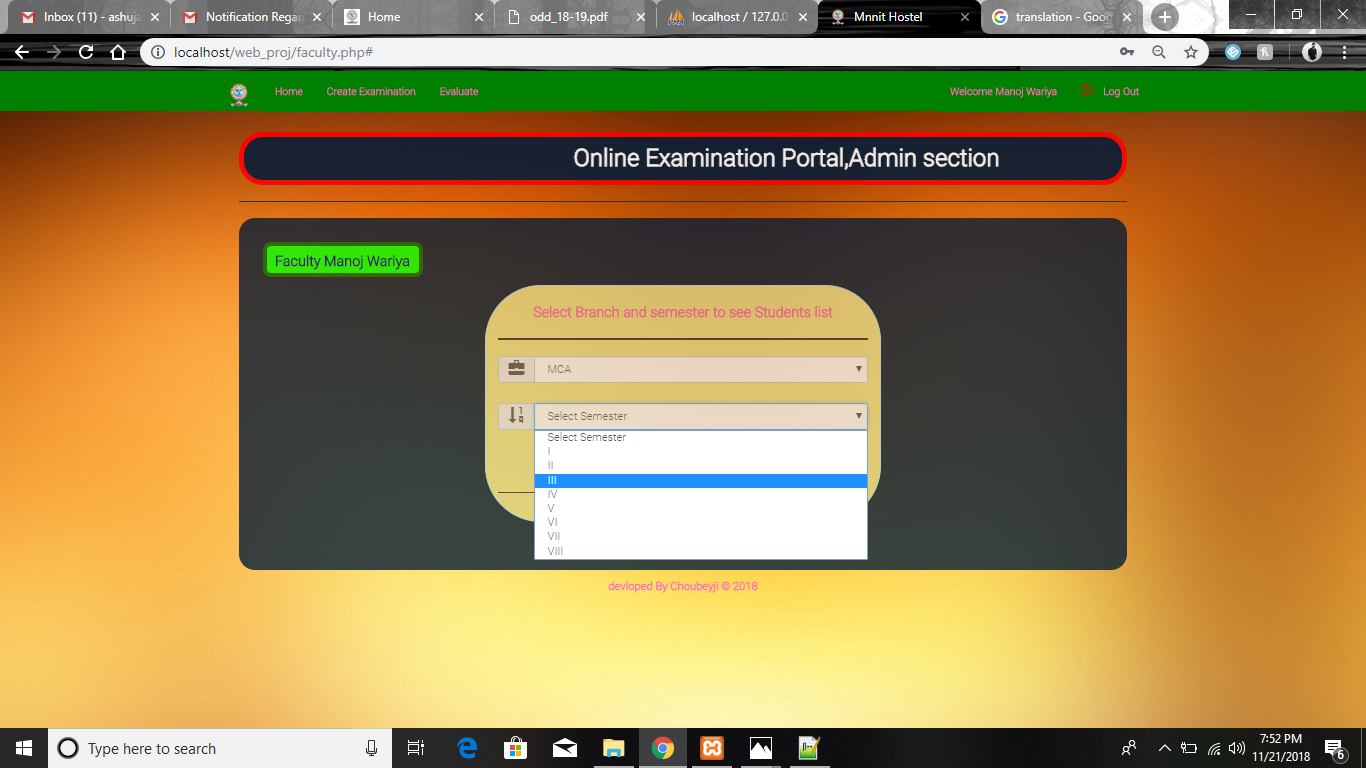 Inbox (11) - ashuja
Notification Regar
Home
odd_18-19.pdf
localhost / 127.0.0
Mnnit Hostel
translation - Goo
localhost/web_proj/faculty.php#
Home Create Examination Evaluate Welcome Manoj Wariya Log Out
Online Examination Portal,Admin section
Faculty Manoj Wariya
Select Branch and semester to see Students list
MCA
Select Semester
Select Semester
I
II
III
IV
V
VI
VII
VIII
devloped By Choubeyji © 2018
Type here to search
7:52 PM
11/21/2018
6